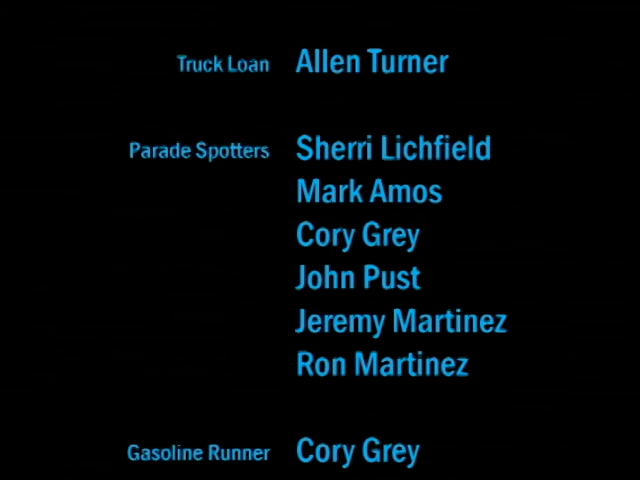 Truck Loan Allen Turner
Parade Spotters Sherri Lichfield
Mark Amos
Cory Grey
John Pust
Jeremy Martinez
Ron Martinez
Gasoline Runner Cory Grey